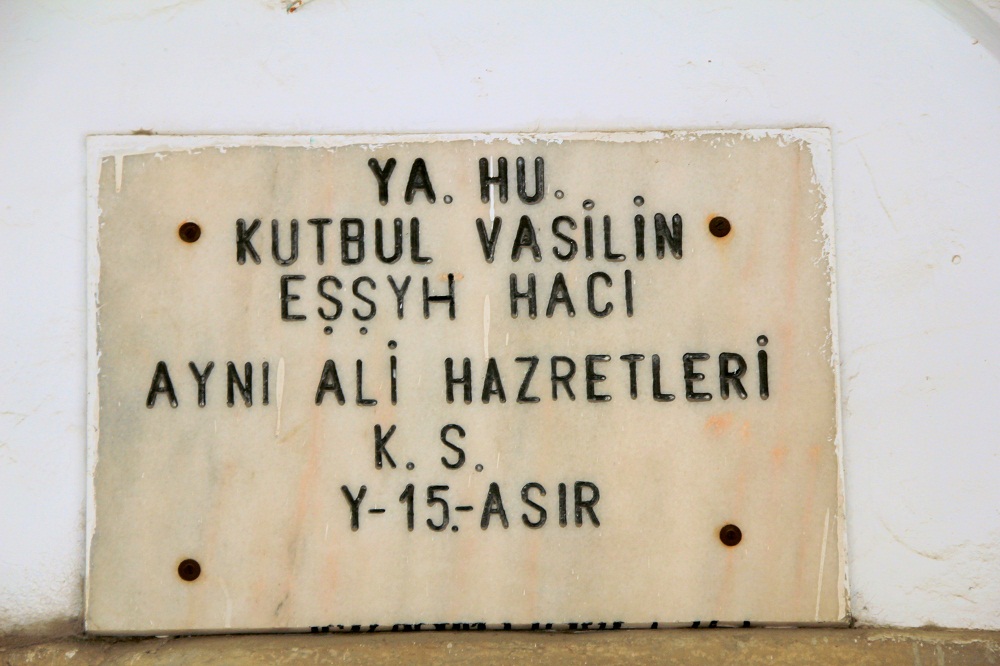 YA. HU.
KUTBUL VASİLİN
EŞŞYH HACI
AYNI ALİ HAZRETLERİ
K. S.
Y-15.-ASIR